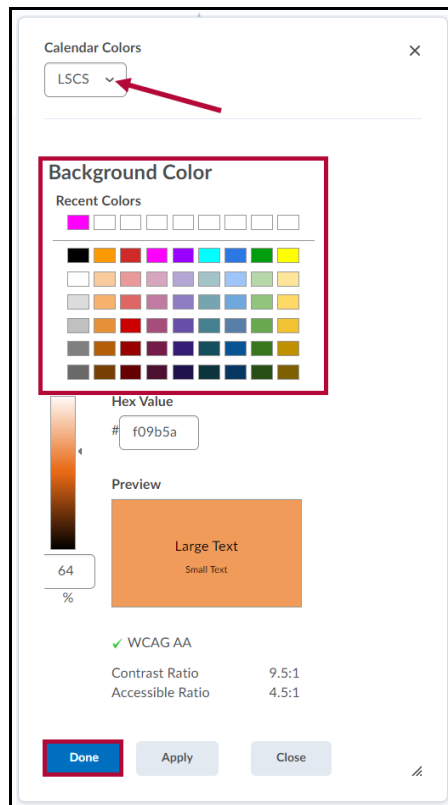 Calendar Colors
LSCS
Background Color
Recent Colors
Hex Value
# f09b5a
Preview
Large Text
Small Text
64
%
WCAG AA
Contrast Ratio 9.5:1
Accessible Ratio 4.5:1
Done Apply Close